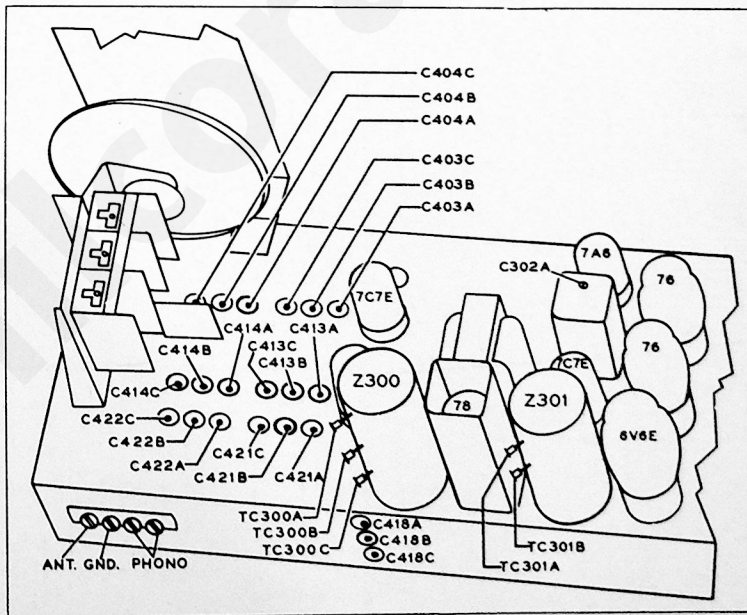 C404C
C404B
C404A
C403C
C403B
C403A
7A6
C302A
76
7C7E
C414A
C413A
C413C
C414B
C413B
76
7C7E
C414C
Z300
78
Z301
C422C
C422B
C422A
C421C
C421B
C421A
6V6E
TC300A
TC300B
TC300C
C418A
C418B
C418C
TC301B
TC301A
ANT. GND. PHONO